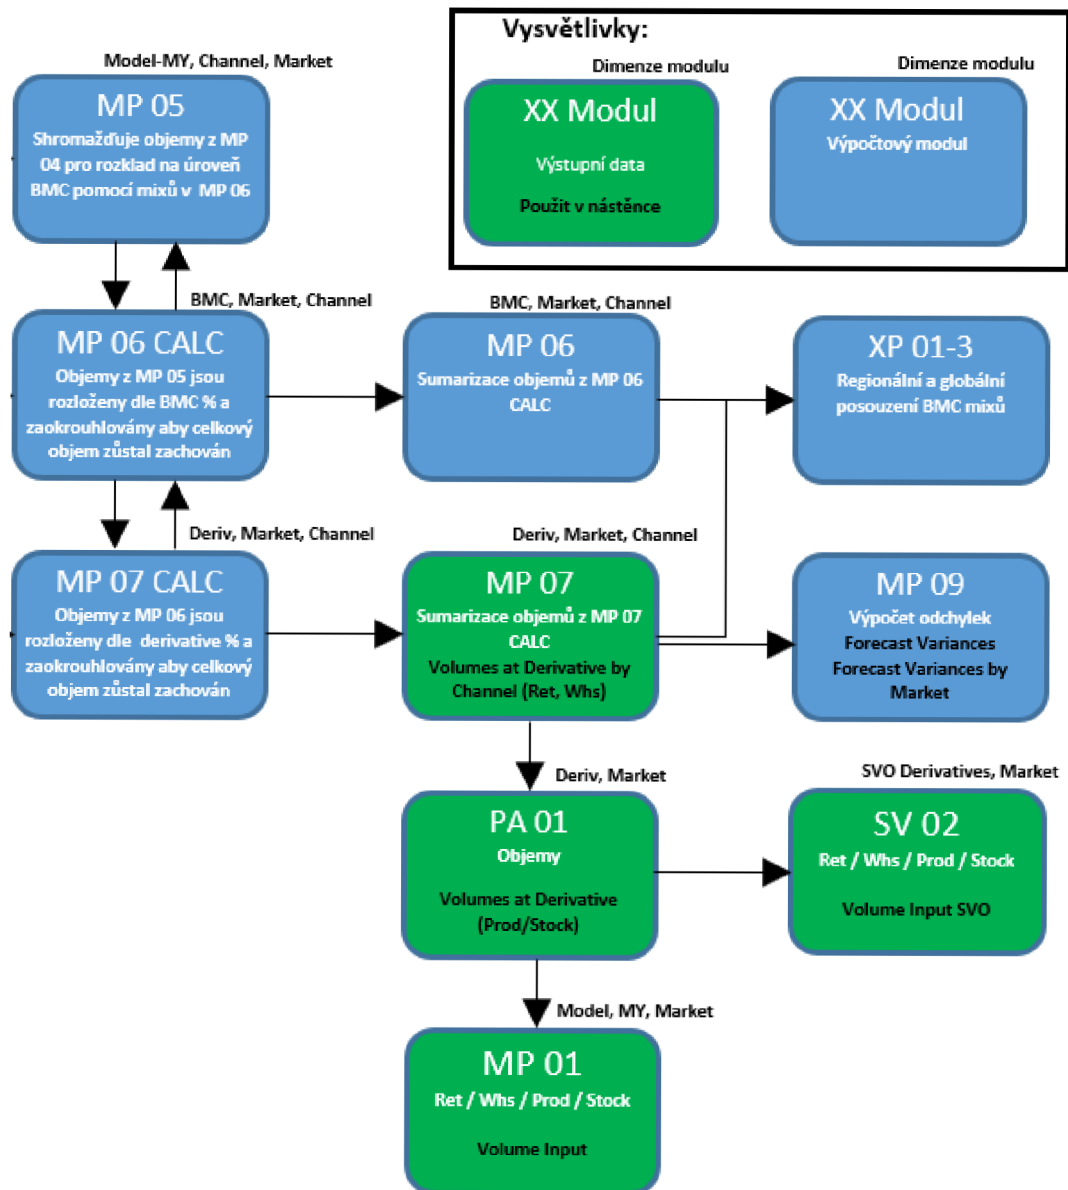 Vysvětlivky:
Dimenze modulu
XX Modul
Výstupní data
Použit v nástěnce
Dimenze modulu
XX Modul
Výpočtový modul
Model-MY, Channel, Market
MP 05
Shromažďuje objemy z MP
04 pro rozklad na úroveň
BMC pomocí mixů v MP 06
BMC, Market, Channel
MP 06 CALC
Objemy z MP 05 jsou
rozloženy dle BMC % a
zaokrouhlovány aby celkový
objem zůstal zachován
BMC, Market, Channel
MP 06
Sumarizace objemů z MP 06
CALC
XP 01-3
Regionální a globální
posouzení BMC mixů
Deriv, Market, Channel
MP 07 CALC
Objemy z MP 06 jsou
rozloženy dle derivative % a
zaokrouhlovány aby celkový
objem zůstal zachován
Deriv, Market, Channel
MP 07
Sumarizace objemů z MP 07
CALC
Volumes at Derivative by
Channel (Ret, Whs)
MP 09
Výpočet odchylek
Forecast Variances
Forecast Variances by
Market
Deriv, Market
PA 01
Objemy
Volumes at Derivative
(Prod/Stock)
SVO Derivatives, Market
SV 02
Ret / Whs / Prod / Stock
Volume Input SVO
Model, MY, Market
MP 01
Ret / Whs / Prod / Stock
Volume Input